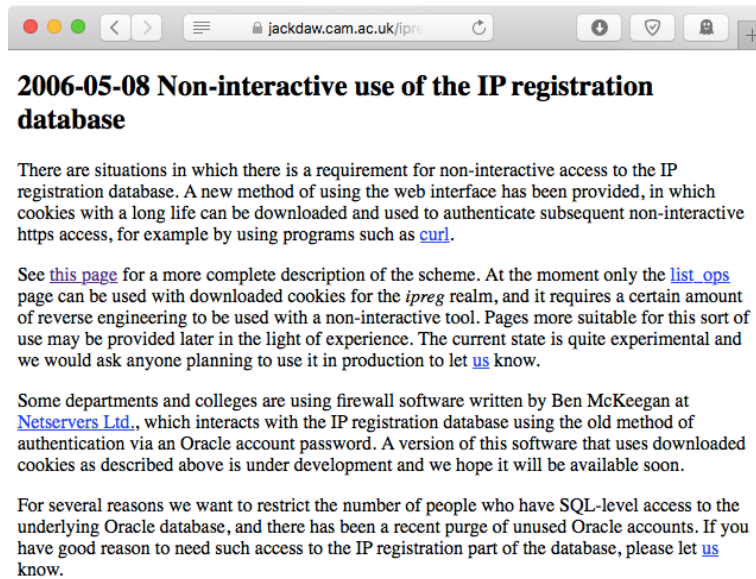 jackdaw.cam.ac.uk/ipre
2006-05-08 Non-interactive use of the IP registration
database
There are situations in which there is a requirement for non-interactive access to the IP
registration database. A new method of using the web interface has been provided, in which
cookies with a long life can be downloaded and used to authenticate subsequent non-interactive
https access, for example by using programs such as curl.
See this page for a more complete description of the scheme. At the moment only the list_ops
page can be used with downloaded cookies for the ipreg realm, and it requires a certain amount
of reverse engineering to be used with a non-interactive tool. Pages more suitable for this sort of
use may be provided later in the light of experience. The current state is quite experimental and
we would ask anyone planning to use it in production to let us know.
Some departments and colleges are using firewall software written by Ben McKeegan at
Netservers Ltd., which interacts with the IP registration database using the old method of
authentication via an Oracle account password. A version of this software that uses downloaded
cookies as described above is under development and we hope it will be available soon.
For several reasons we want to restrict the number of people who have SQL-level access to the
underlying Oracle database, and there has been a recent purge of unused Oracle accounts. If you
have good reason to need such access to the IP registration part of the database, please let us
know.